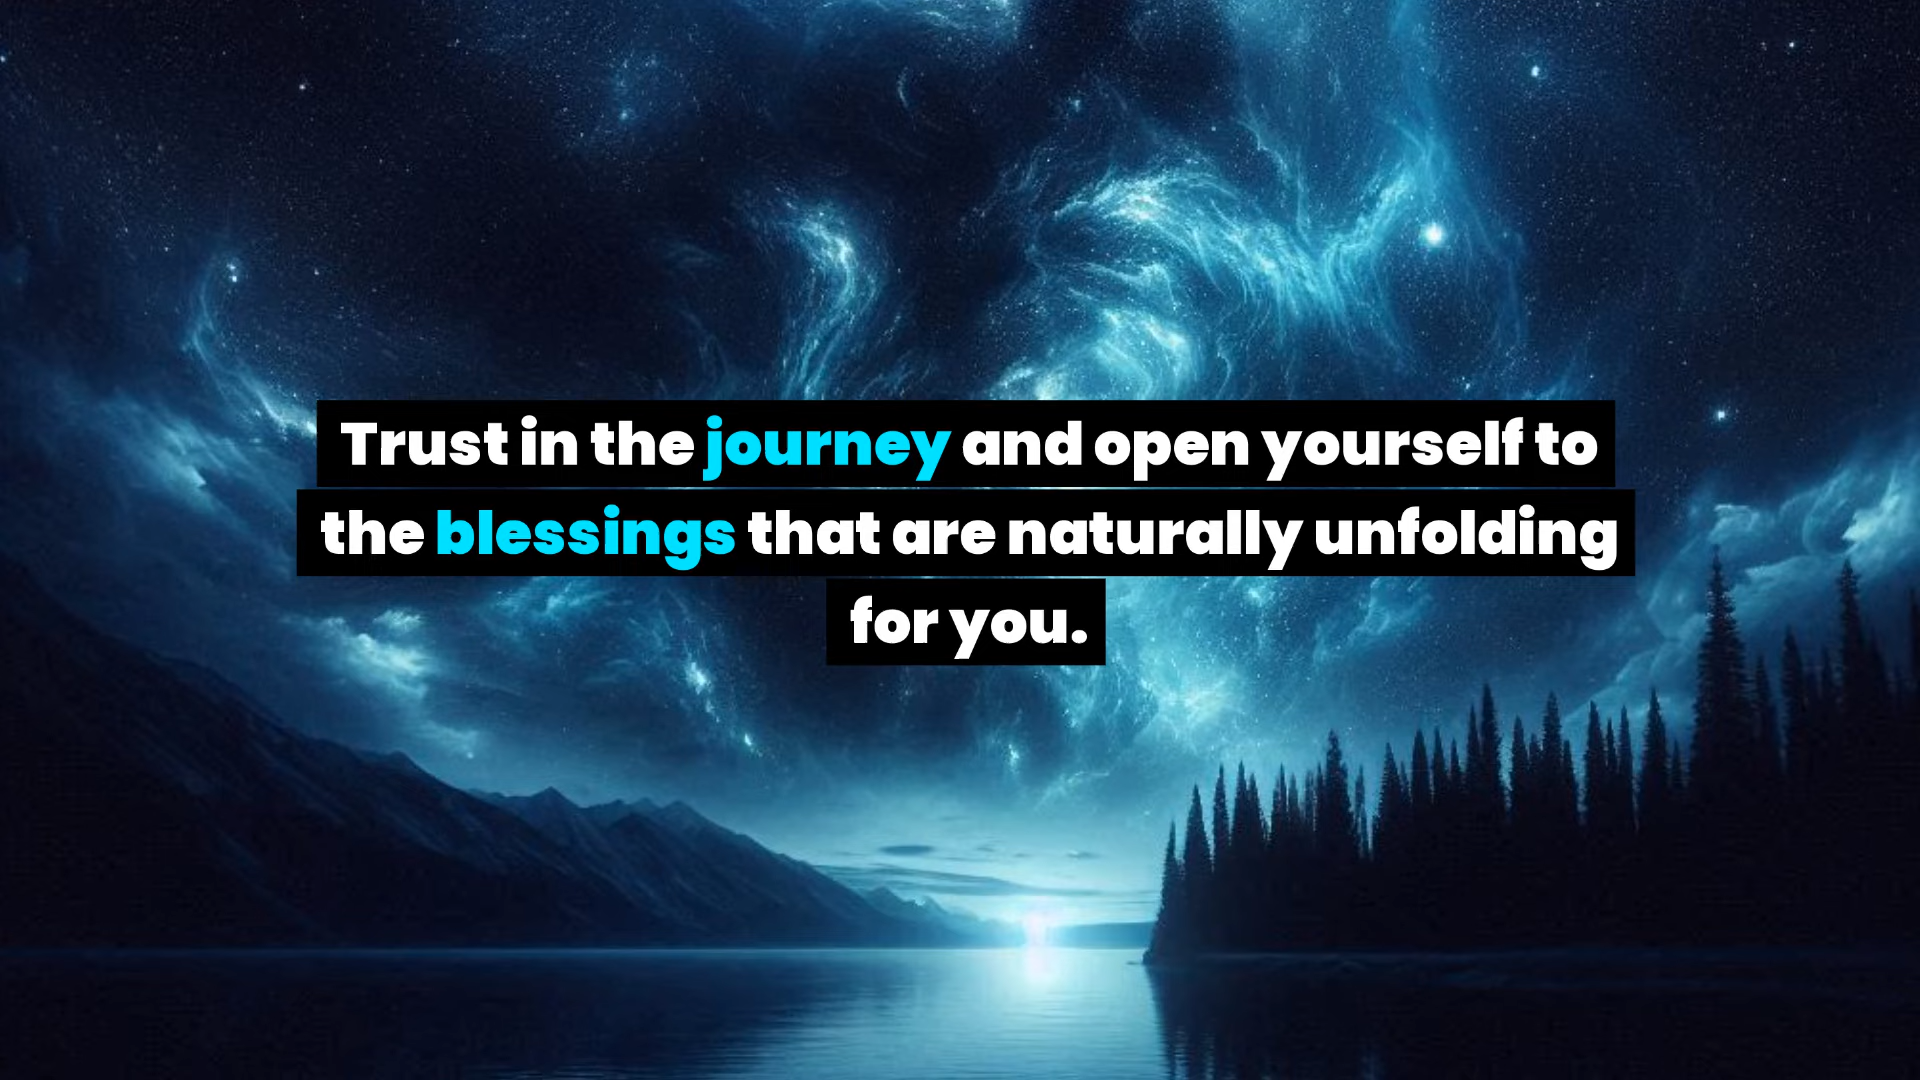 Trust in the journey and open yourself to
the blessings that are naturally unfolding
for you.